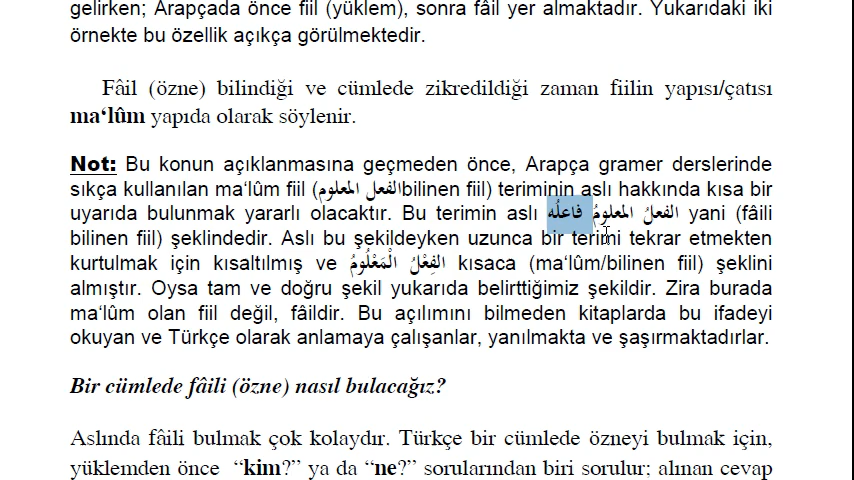 gelirken; Arapçada önce fiil (yüklem), sonra fâil yer almaktadır. Yukarıdaki iki
örnekte bu özellik açıkça görülmektedir.
Fâil (özne) bilindiği ve cümlede zikredildiği zaman fiilin yapısı/çatısı
ma‘lûm yapıda olarak söylenir.
Not: Bu konun açıklanmasına geçmeden önce, Arapça gramer derslerinde
sıkça kullanılan ma‘lûm fiil (الفعل المعلومbilinen fiil) teriminin aslı hakkında kısa bir
uyarıda bulunmak yararlı olacaktır. Bu terimin aslı الفعلُ المعلومُ فاعلُه yani (fâili
bilinen fiil) şeklindedir. Aslı bu şekildeyken uzunca bir terimi tekrar etmekten
kurtulmak için kısaltılmış ve الفِعْلُ الْمَعْلُومُ kısaca (ma‘lûm/bilinen fiil) şeklini
almıştır. Oysa tam ve doğru şekil yukarıda belirttiğimiz şekildir. Zira burada
ma‘lûm olan fiil değil, fâildir. Bu açılımını bilmeden kitaplarda bu ifadeyi
okuyan ve Türkçe olarak anlamaya çalışanlar, yanılmakta ve şaşırmaktadırlar.
Bir cümlede fâili (özne) nasıl bulacağız?
Aslında fâili bulmak çok kolaydır. Türkçe bir cümlede özneyi bulmak için,
yüklemden önce “kim?” ya da “ne?” sorularından biri sorulur; alınan cevap